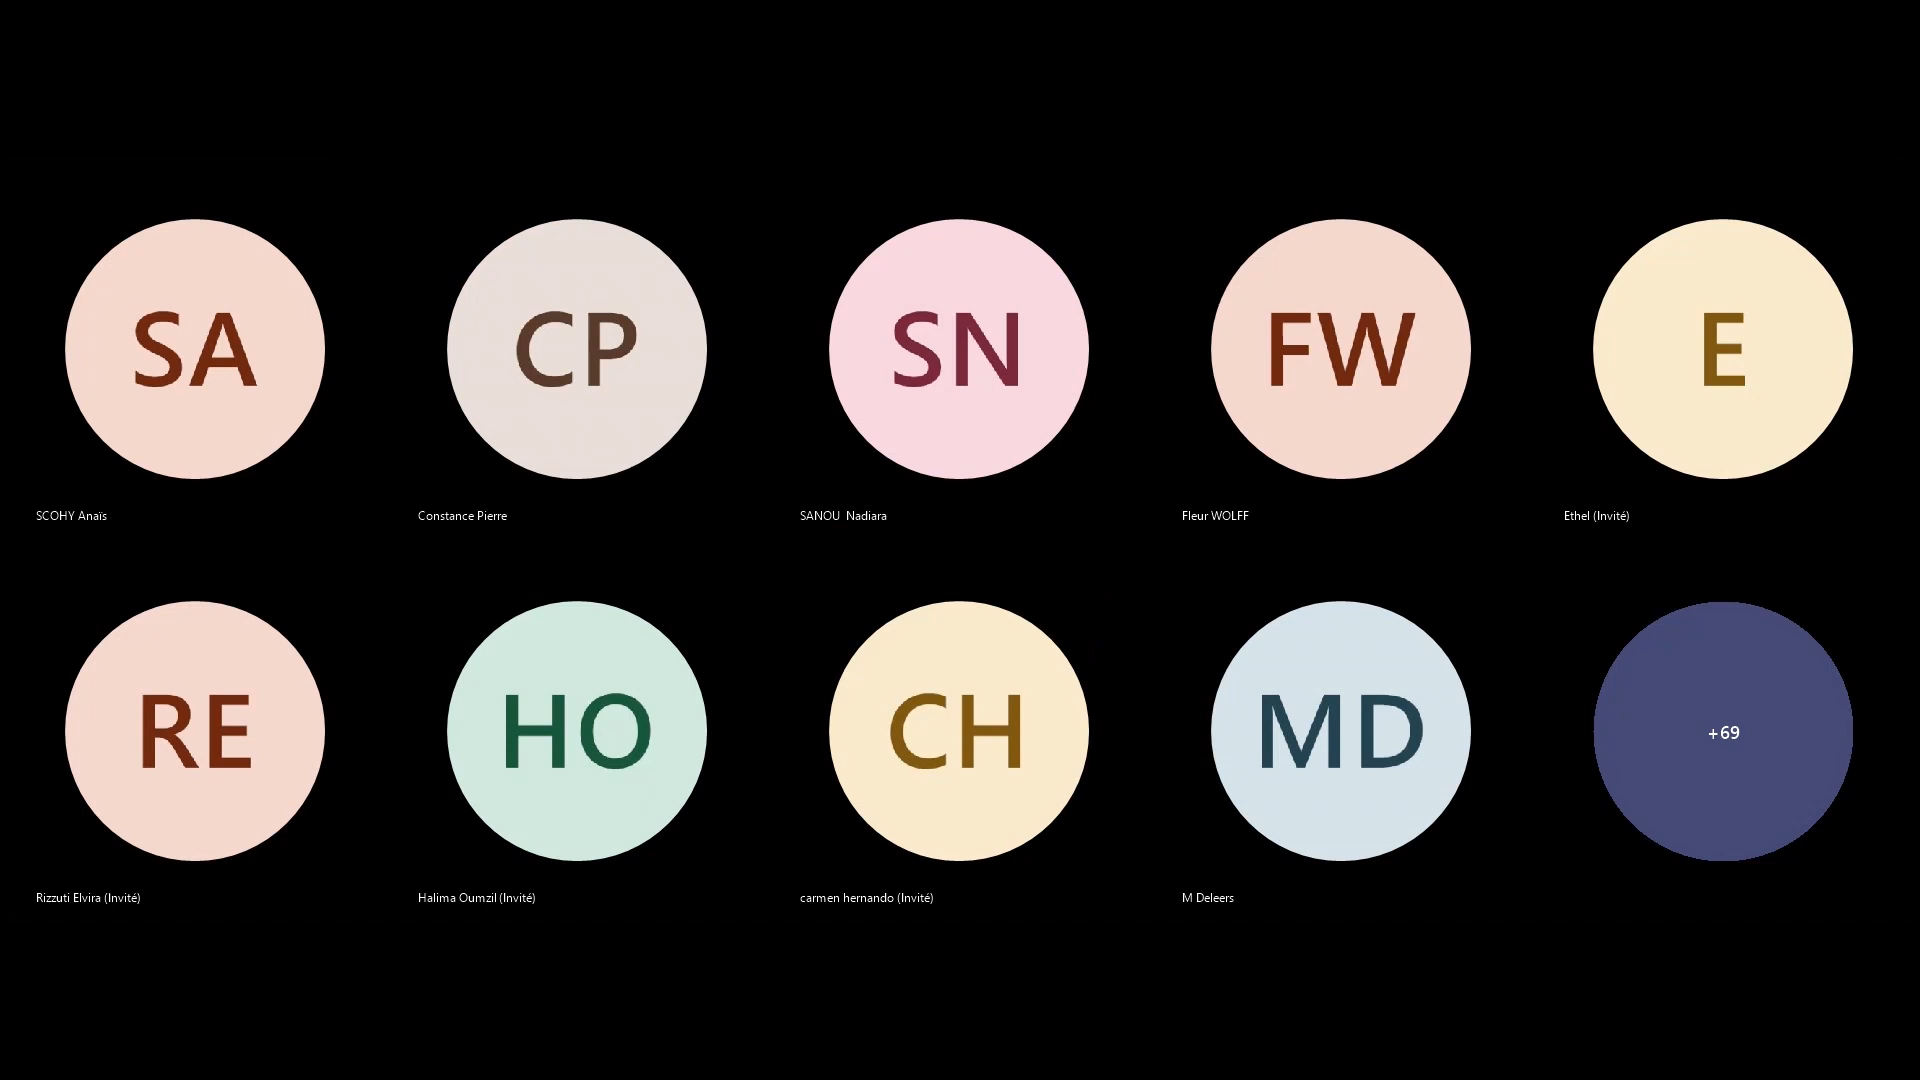 SA
CP
SN
FW
E
SCOHY Anaïs
Constance Pierre
SANOU  Nadiara
Fleur WOLFF
Ethel (Invité)
RE
HO
CH
MD
+69
Rizzuti Elvira (Invité)
Halima Oumzil (Invité)
carmen hernando (Invité)
M Deleers